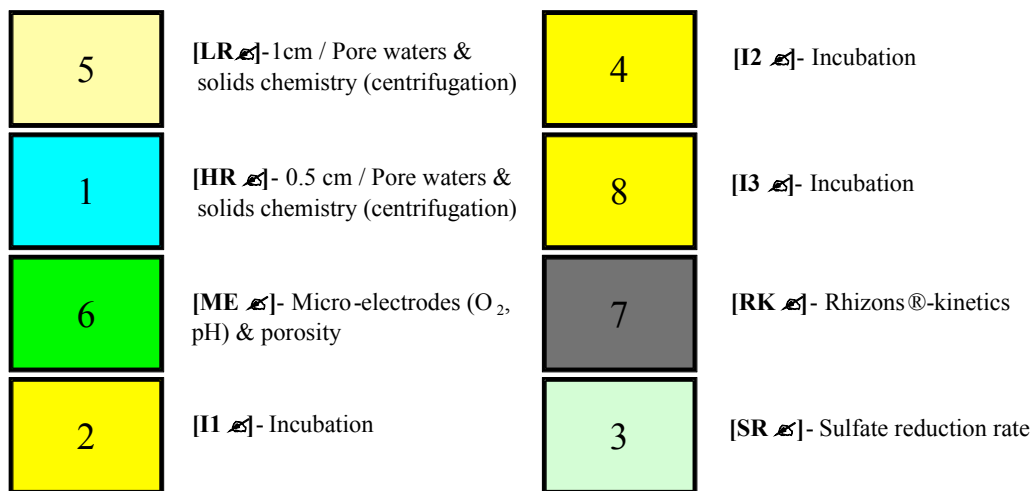 5
[LR✍]-1cm / Pore waters &
solids chemistry (centrifugation)
1
[HR ✍]- 0.5 cm / Pore waters &
solids chemistry (centrifugation)
6
[ME ✍]- Micro-electrodes (O₂,
pH) & porosity
2
[I1 ✍]- Incubation
4
[I2 ✍]- Incubation
8
[I3 ✍]- Incubation
7
[RK ✍]- Rhizons®-kinetics
3
[SR ✍]- Sulfate reduction rate